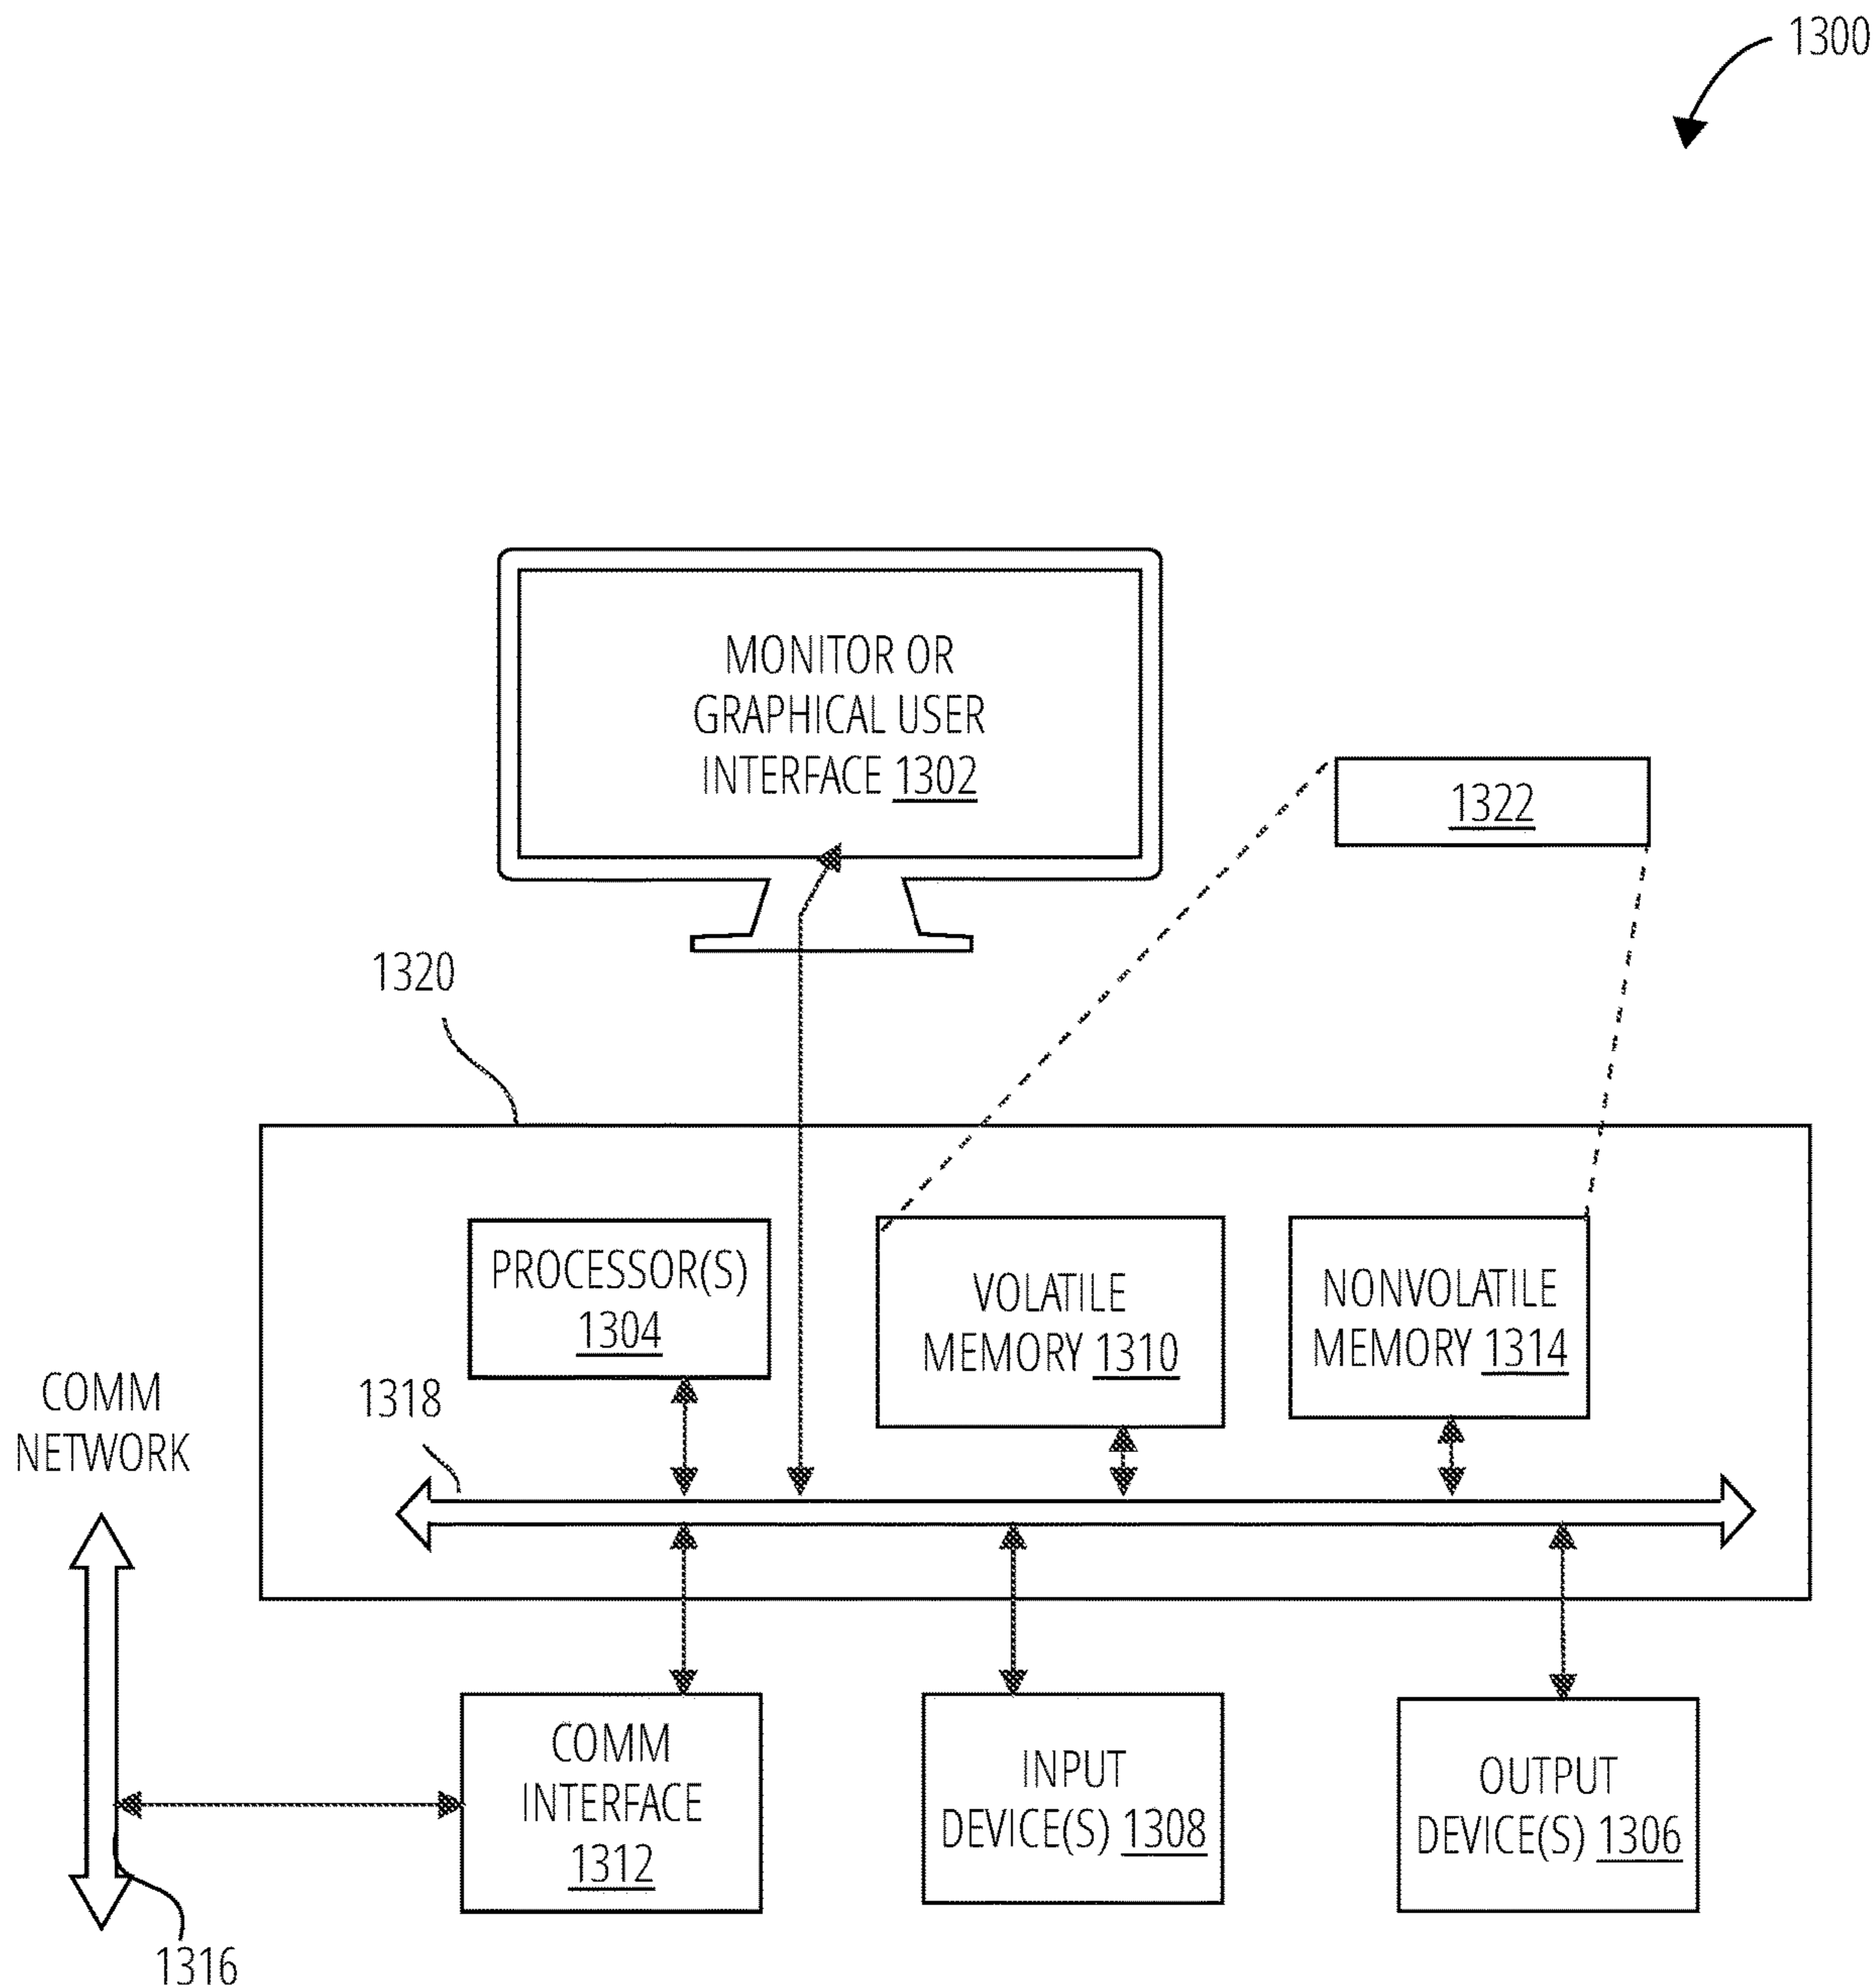 1300
MONITOR OR
GRAPHICAL USER
INTERFACE 1302
1322
1320
PROCESSOR(S)
1304
VOLATILE
MEMORY 1310
NONVOLATILE
MEMORY 1314
COMM
NETWORK
1318
COMM
INTERFACE
1312
INPUT
DEVICE(S) 1308
OUTPUT
DEVICE(S) 1306
1316